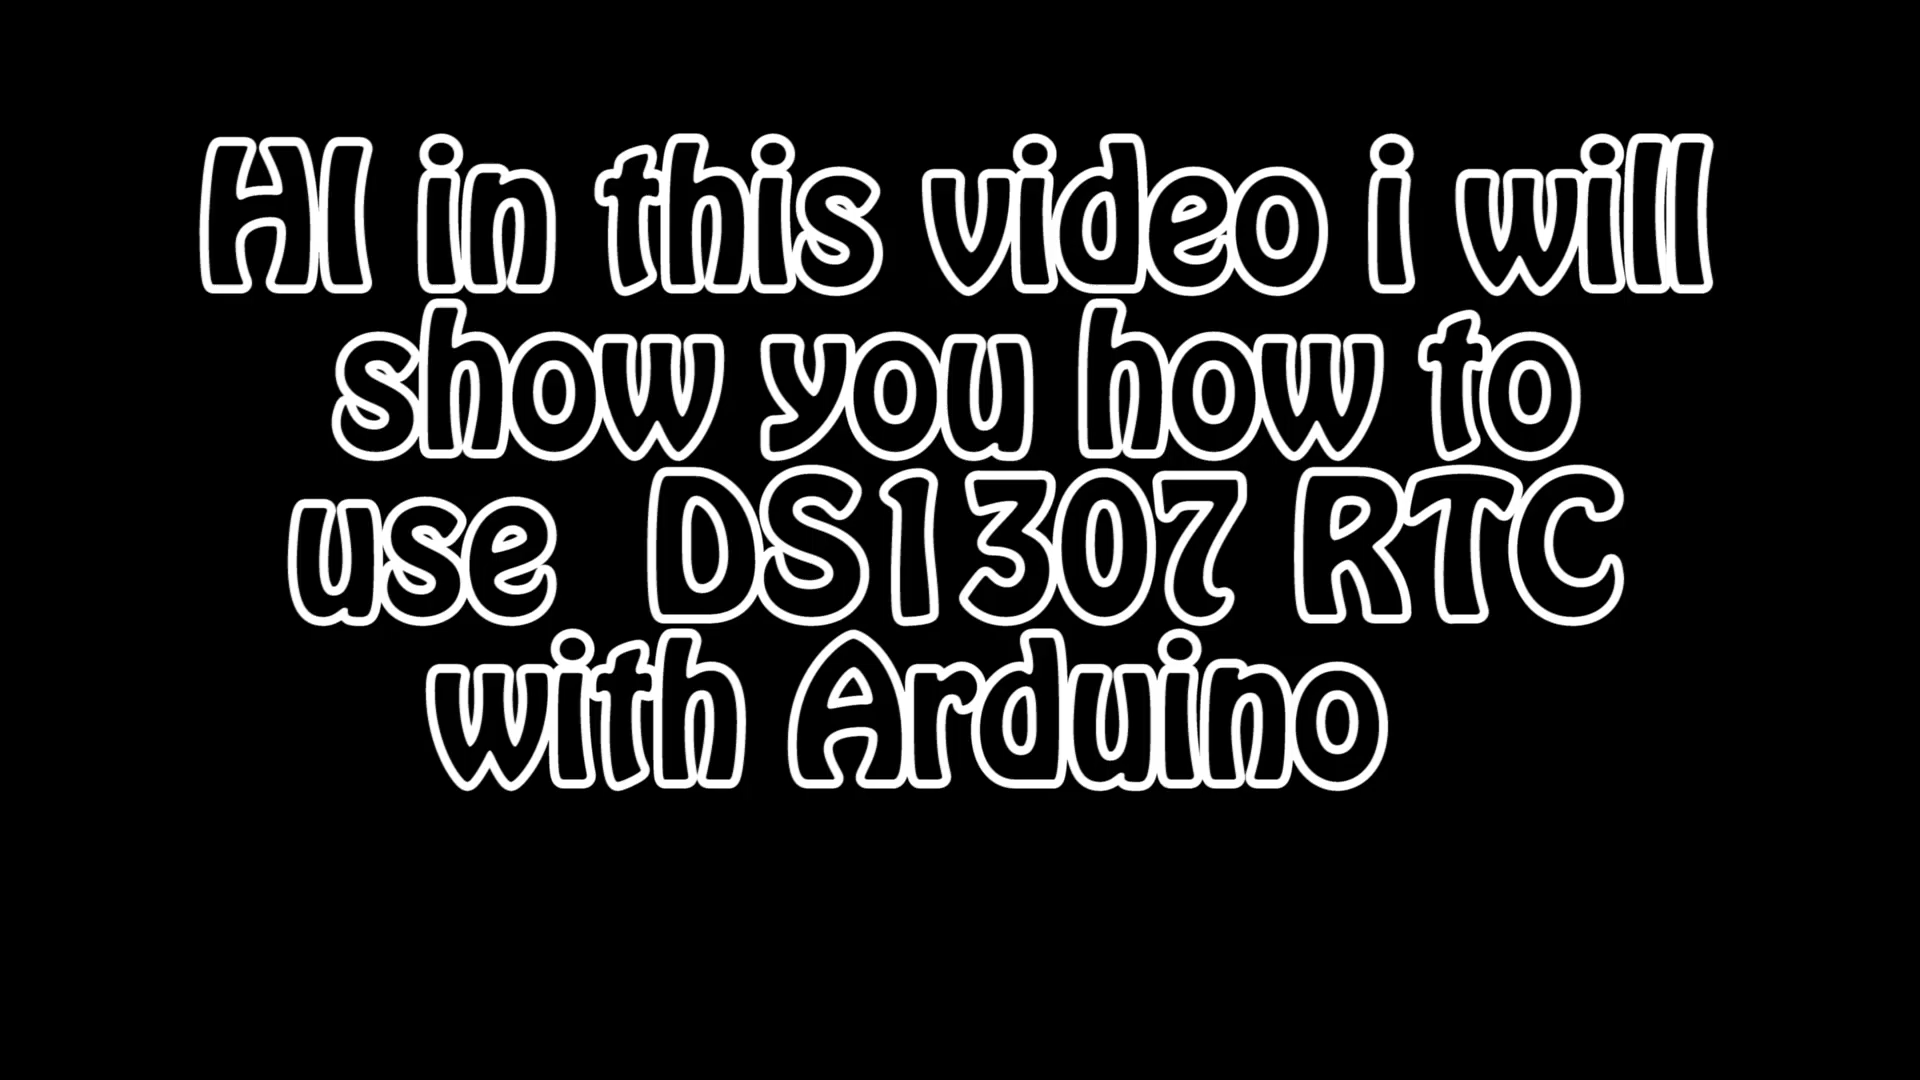 HI in this video i will
show you how to
use DS1307 RTC
with Arduino